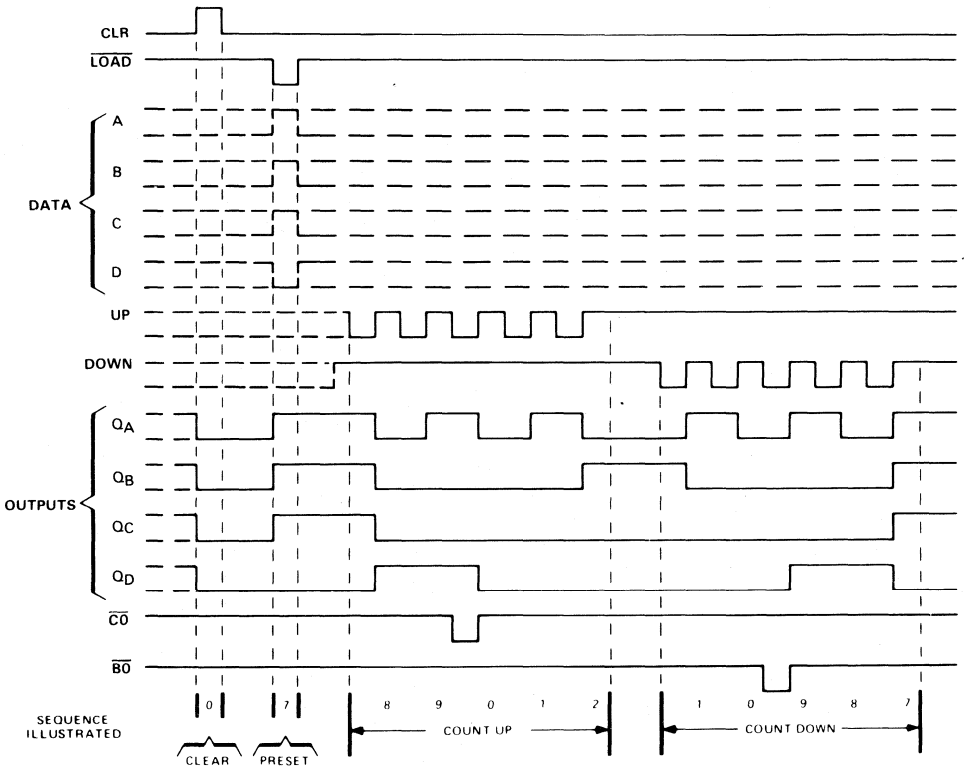 CLR
LOAD
A
B
DATA
C
D
UP
DOWN
QA
QB
OUTPUTS
QC
QD
CO
BO
SEQUENCE
ILLUSTRATED
0 7 8 9 0 1 2 1 0 9 8 7
COUNT UP COUNT DOWN
CLEAR PRESET